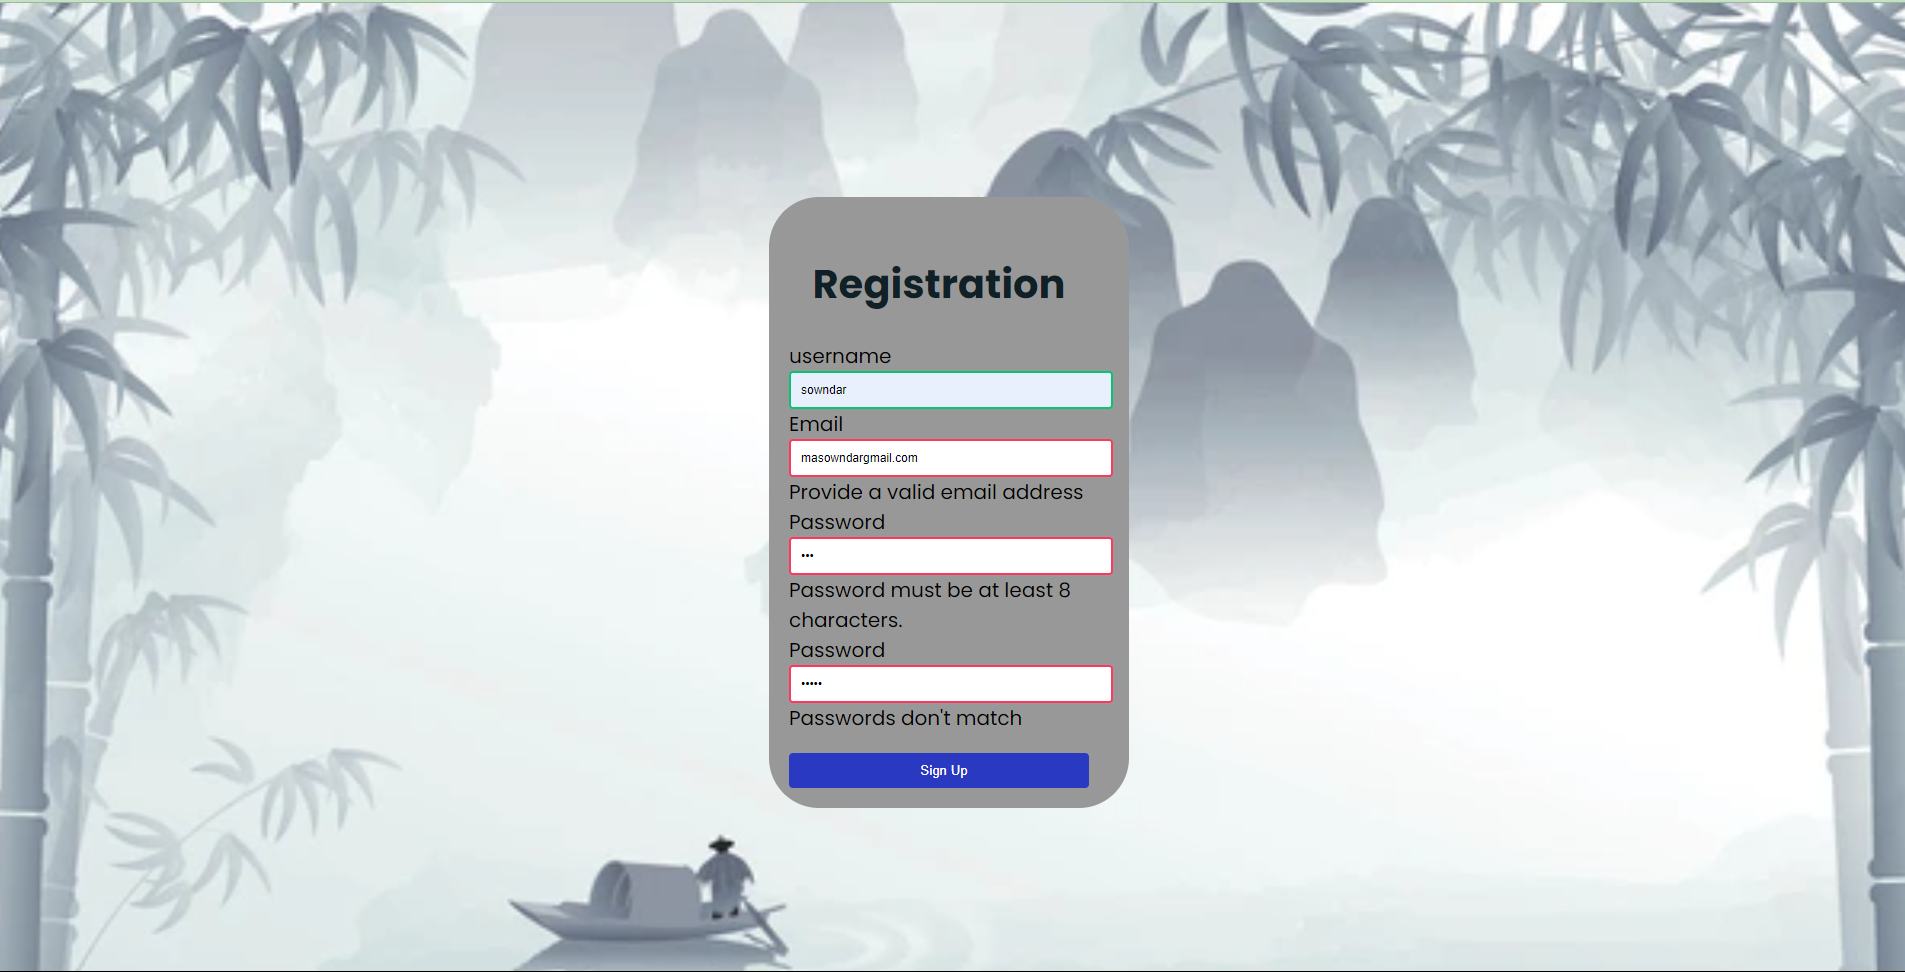 Registration
username
sowndar
Email
masowndargmail.com
Provide a valid email address
Password
•••
Password must be at least 8
characters.
Password
•••••
Passwords don't match
Sign Up